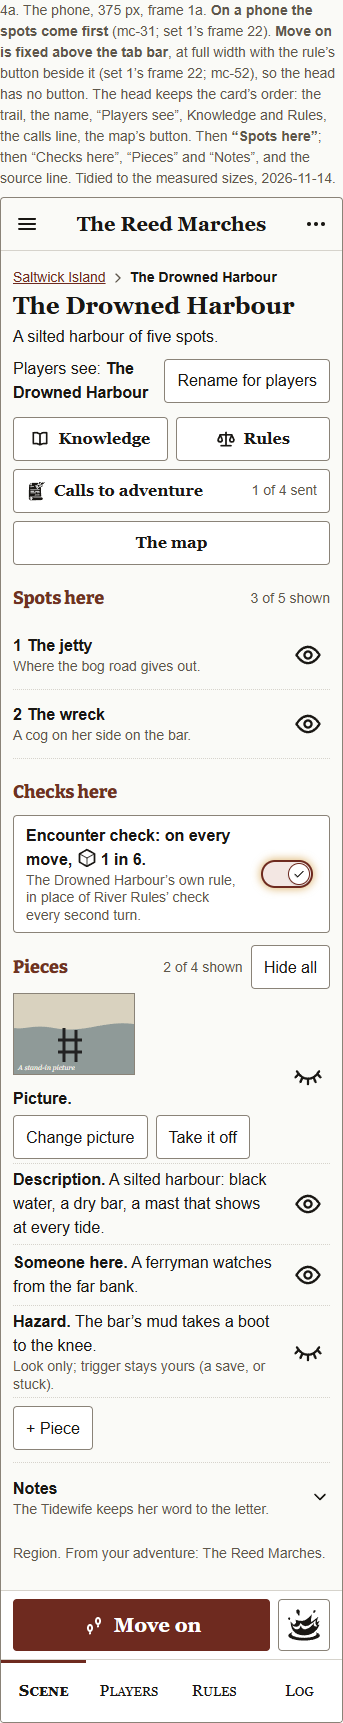 4a. The phone, 375 px, frame 1a. On a phone the
spots come first (mc-31; set 1’s frame 22). Move on
is fixed above the tab bar, at full width with the rule’s
button beside it (set 1’s frame 22; mc-52), so the head
has no button. The head keeps the card’s order: the
trail, the name, “Players see”, Knowledge and Rules,
the calls line, the map’s button. Then “Spots here”;
then “Checks here”, “Pieces” and “Notes”, and the
source line. Tidied to the measured sizes, 2026-11-14.
The Reed Marches
Saltwick Island > The Drowned Harbour
The Drowned Harbour
A silted harbour of five spots.
Players see: The
Drowned Harbour
Rename for players
Knowledge
Rules
Calls to adventure
1 of 4 sent
The map
Spots here
3 of 5 shown
1 The jetty
Where the bog road gives out.
2 The wreck
A cog on her side on the bar.
Checks here
Encounter check: on every
move, 1 in 6.
The Drowned Harbour’s own rule,
in place of River Rules’ check
every second turn.
Pieces
2 of 4 shown
Hide all
A stand-in picture
Picture.
Change picture
Take it off
Description. A silted harbour: black
water, a dry bar, a mast that shows
at every tide.
Someone here. A ferryman watches
from the far bank.
Hazard. The bar’s mud takes a boot
to the knee.
Look only; trigger stays yours (a save, or
stuck).
+ Piece
Notes
The Tidewife keeps her word to the letter.
Region. From your adventure: The Reed Marches.
Move on
Scene
Players
Rules
Log